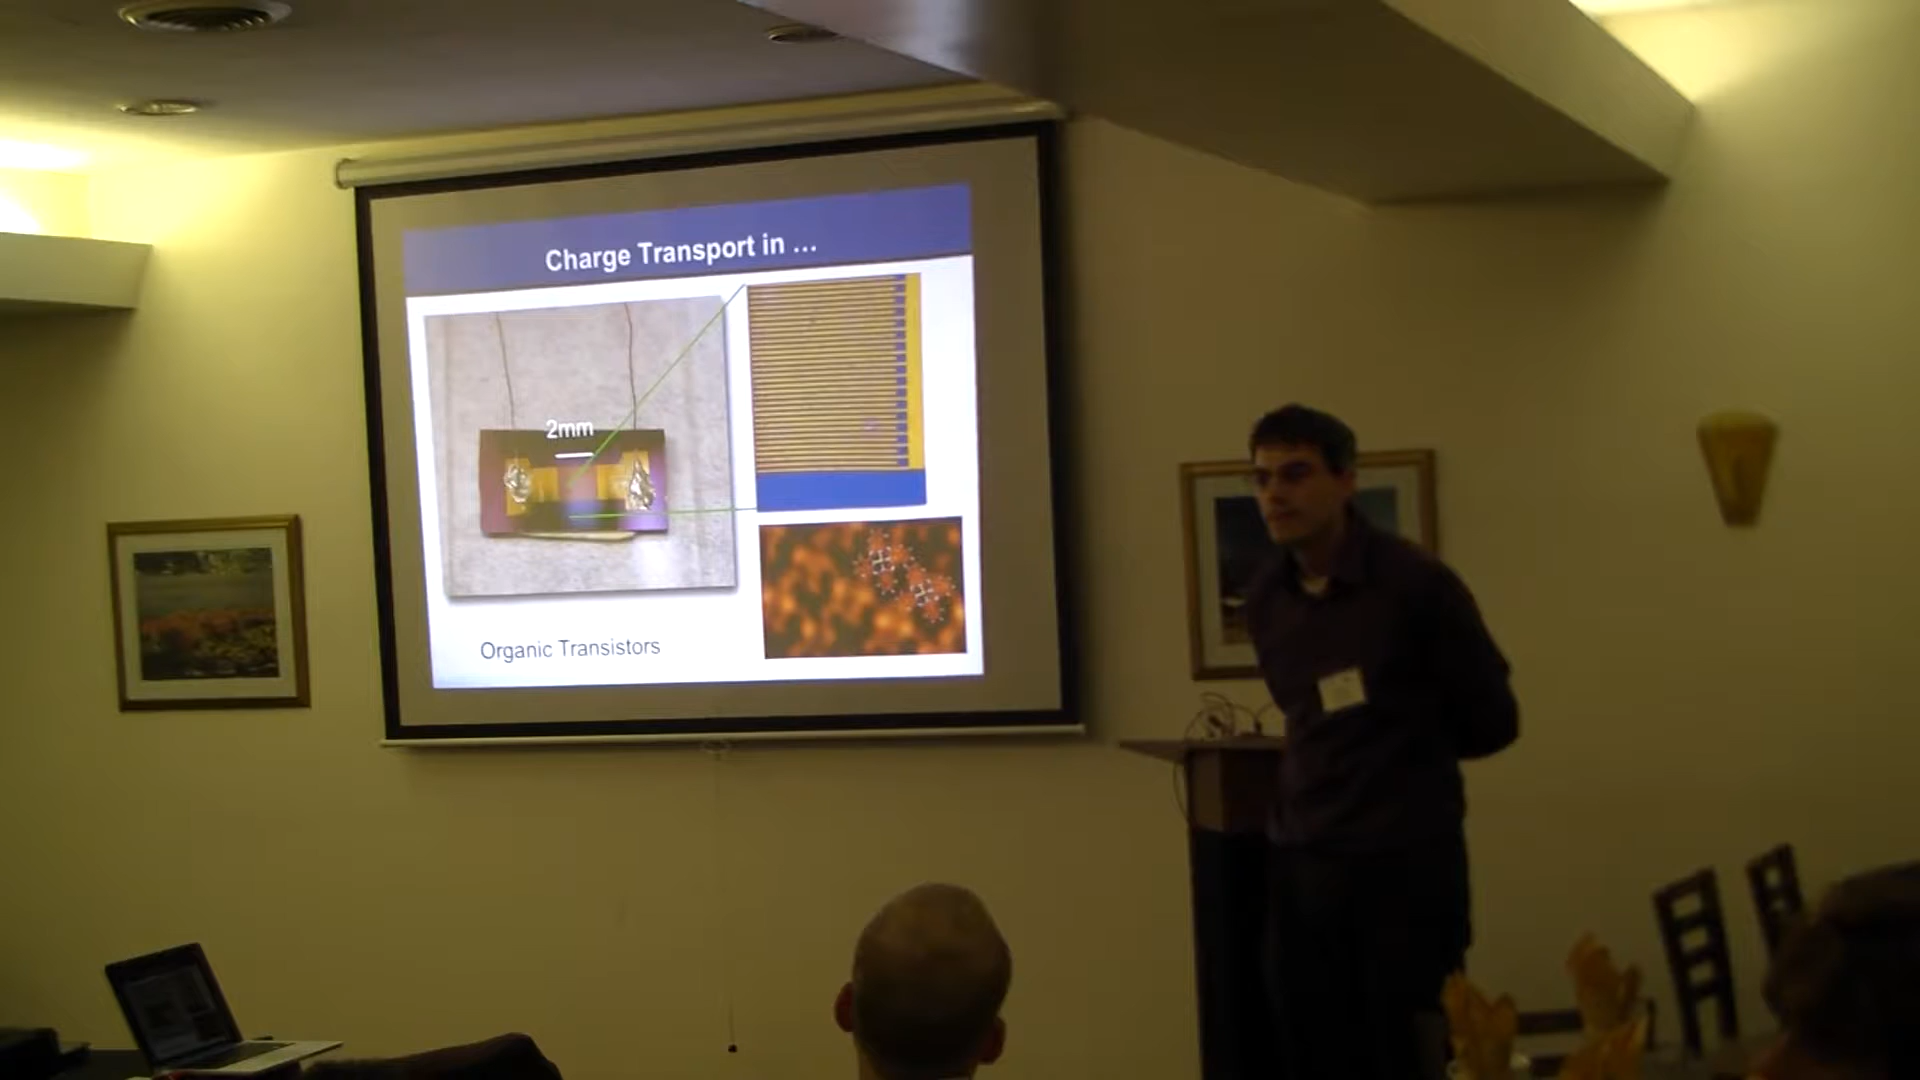 Charge Transport in ...
2mm
Organic Transistors